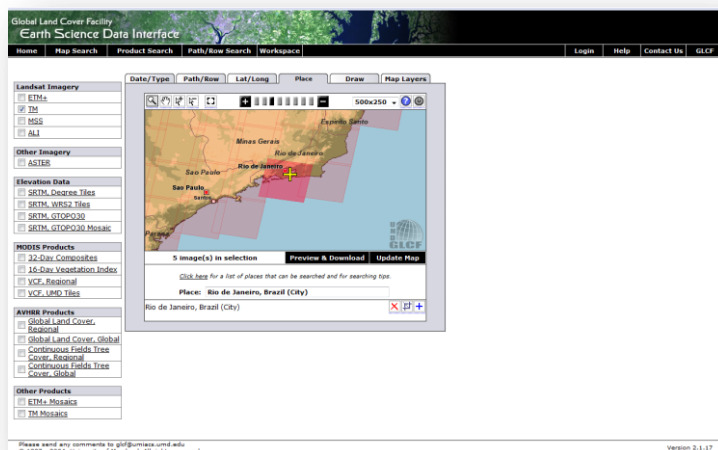 Global Land Cover Facility
Earth Science Data Interface
Home Map Search Product Search Path/Row Search Workspace Login Help Contact Us GLCF
Date/Type Path/Row Lat/Long Place Draw Map Layers
Landsat Imagery
ETM+
TM
MSS
ALI
Other Imagery
ASTER
Elevation Data
SRTM, Degree Tiles
SRTM, WRS2 Tiles
SRTM, GTOPO30
SRTM, GTOPO30 Mosaic
MODIS Products
32-Day Composites
16-Day Vegetation Index
VCF, Regional
VCF, UMD Tiles
AVHRR Products
Global Land Cover,
Regional
Global Land Cover, Global
Continuous Fields Tree
Cover, Regional
Continuous Fields Tree
Cover, Global
Other Products
ETM+ Mosaics
TM Mosaics
500x250
Espirito Santo
Minas Gerais
Rio de Janeiro
Rio de Janeiro
Sao Paulo
Sao Paulo
Santos
Parana
GLCF
5 image(s) in selection Preview & Download Update Map
Click here for a list of places that can be searched and for searching tips.
Place: Rio de Janeiro, Brazil (City)
Rio de Janeiro, Brazil (City)
Please send any comments to glcf@umiacs.umd.edu
Version 2.1.17